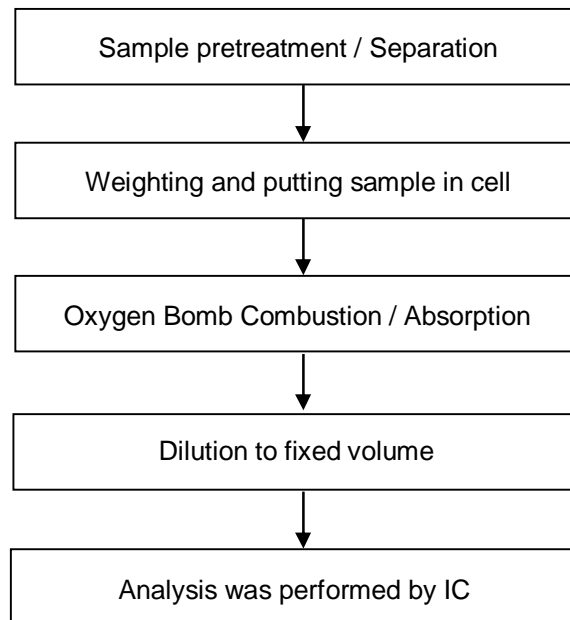 Sample pretreatment / Separation
Weighting and putting sample in cell
Oxygen Bomb Combustion / Absorption
Dilution to fixed volume
Analysis was performed by IC